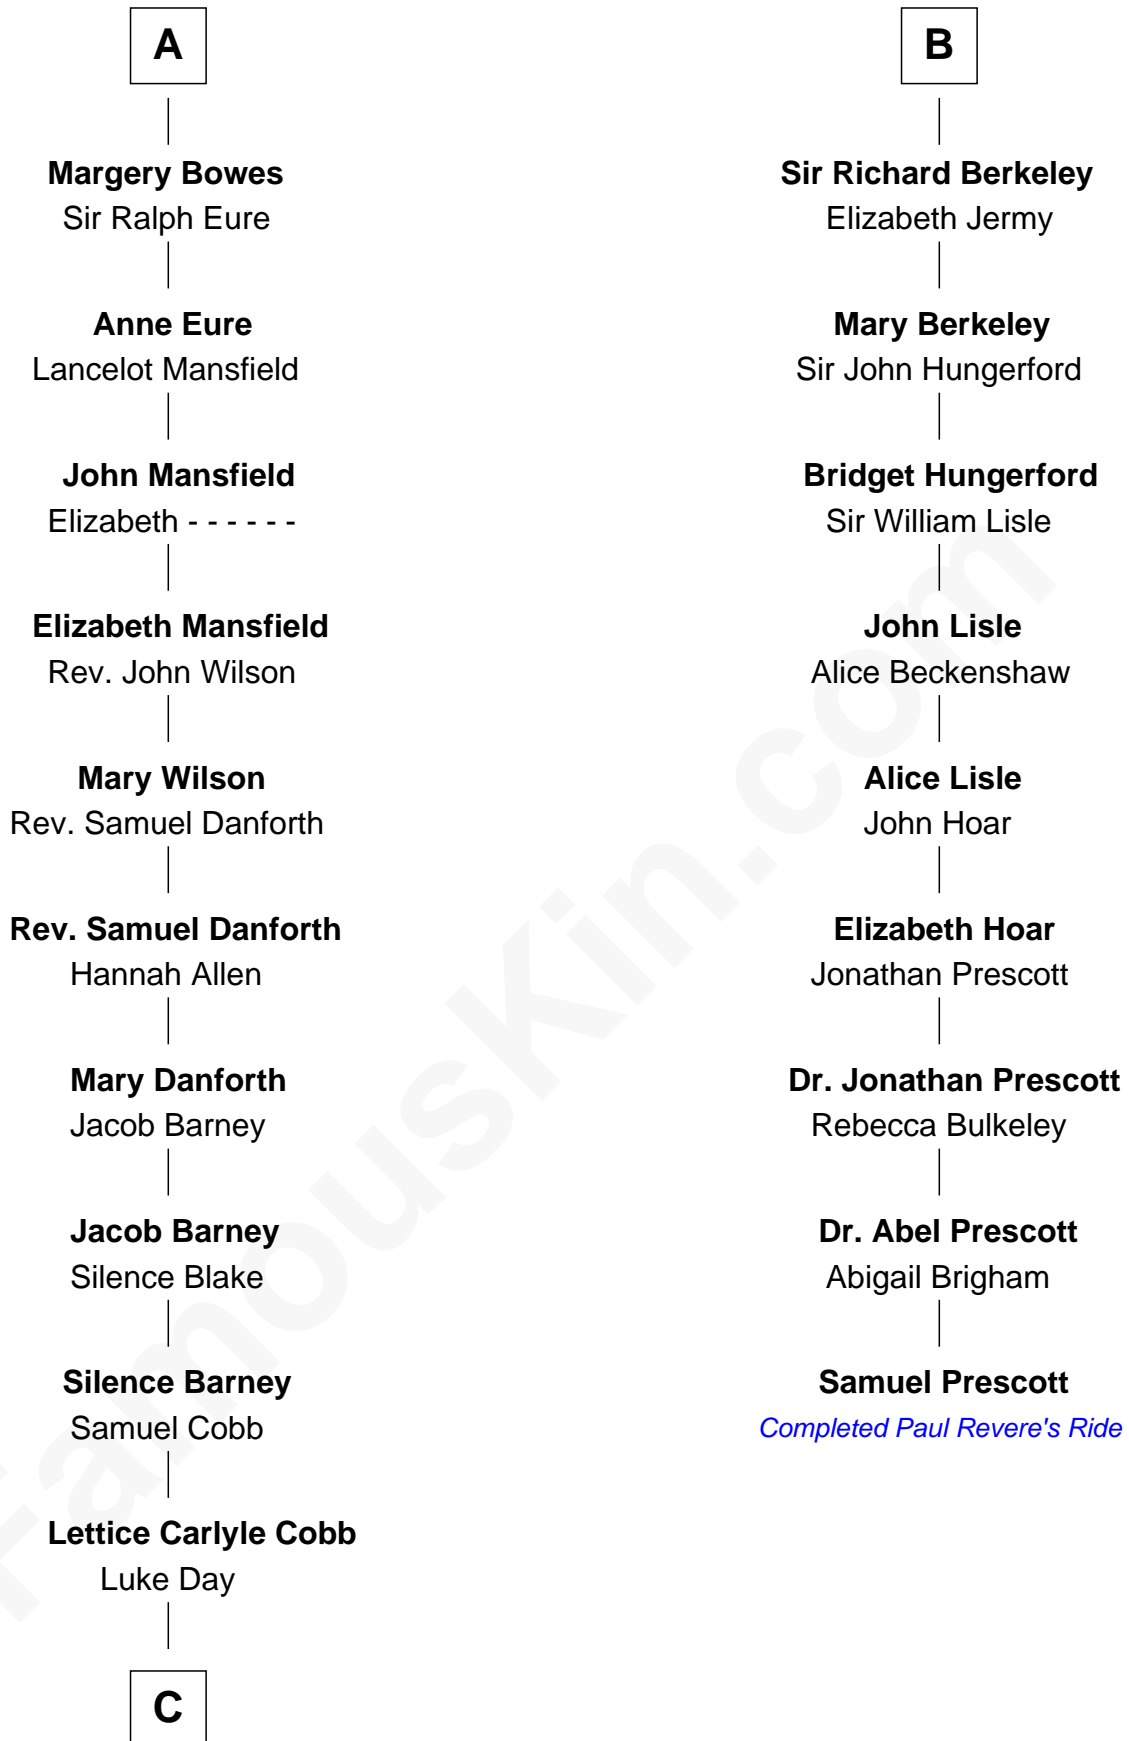 A
Margery Bowes
Sir Ralph Eure
Anne Eure
Lancelot Mansfield
John Mansfield
Elizabeth - - - - - -
Elizabeth Mansfield
Rev. John Wilson
Mary Wilson
Rev. Samuel Danforth
Rev. Samuel Danforth
Hannah Allen
Mary Danforth
Jacob Barney
Jacob Barney
Silence Blake
Silence Barney
Samuel Cobb
Lettice Carlyle Cobb
Luke Day
C
B
Sir Richard Berkeley
Elizabeth Jermy
Mary Berkeley
Sir John Hungerford
Bridget Hungerford
Sir William Lisle
John Lisle
Alice Beckenshaw
Alice Lisle
John Hoar
Elizabeth Hoar
Jonathan Prescott
Dr. Jonathan Prescott
Rebecca Bulkeley
Dr. Abel Prescott
Abigail Brigham
Samuel Prescott
Completed Paul Revere's Ride
FamousKin.com